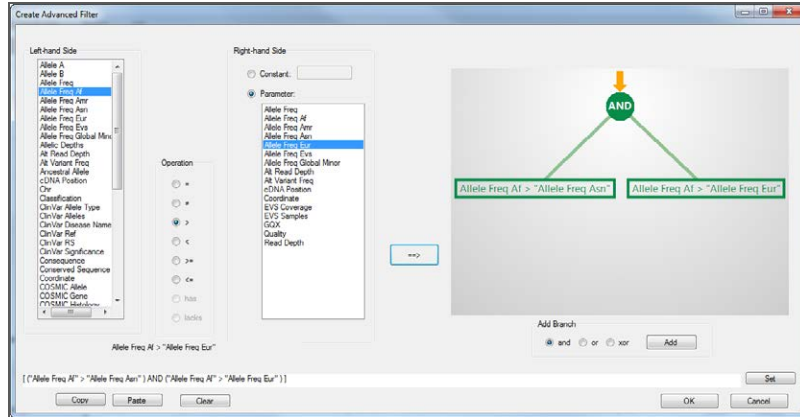 Create Advanced Filter
Left-hand Side
Allele A
Allele B
Allele Freq
Allele Freq Af
Allele Freq Amr
Allele Freq Asn
Allele Freq Eur
Allele Freq Evs
Allele Freq Global Mino
Allelic Depths
Alt Read Depth
Alt Variant Freq
Ancestral Allele
cDNA Position
Chr
Classification
ClinVar Allele Type
ClinVar Alleles
ClinVar Disease Name
ClinVar Ref
ClinVar RS
ClinVar Significance
Consequence
Conserved Sequence
Coordinate
COSMIC Allele
COSMIC Gene
COSMIC Histology
Operation
=
≠
>
<
>=
<=
has
lacks
Right-hand Side
Constant:
Parameter:
Allele Freq
Allele Freq Af
Allele Freq Amr
Allele Freq Asn
Allele Freq Eur
Allele Freq Evs
Allele Freq Global Minor
Alt Read Depth
Alt Variant Freq
cDNA Position
Coordinate
EVS Coverage
EVS Samples
GQX
Quality
Read Depth
==>
AND
Allele Freq Af > "Allele Freq Asn"
Allele Freq Af > "Allele Freq Eur"
Add Branch
and or xor Add
Allele Freq Af > "Allele Freq Eur"
[ ("Allele Freq Af" > "Allele Freq Asn" ) AND ("Allele Freq Af" > "Allele Freq Eur" ) ]
Set
Copy Paste Clear OK Cancel